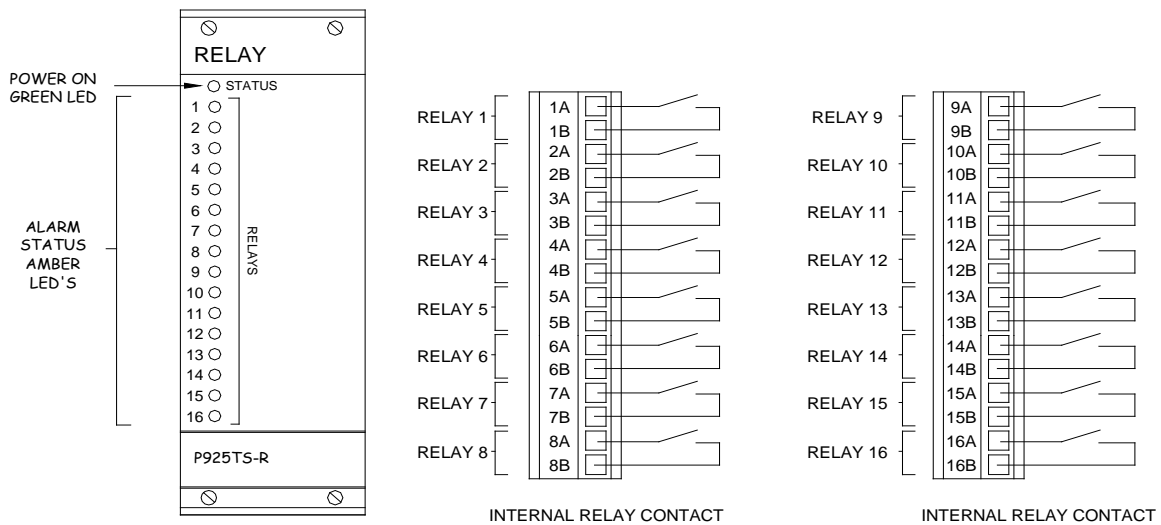 RELAY
POWER ON
GREEN LED
STATUS
1
2
3
4
5
6
7
8
9
10
11
12
13
14
15
16
RELAYS
ALARM
STATUS
AMBER
LED'S
P925TS-R
RELAY 1
1A
1B
RELAY 2
2A
2B
RELAY 3
3A
3B
RELAY 4
4A
4B
RELAY 5
5A
5B
RELAY 6
6A
6B
RELAY 7
7A
7B
RELAY 8
8A
8B
INTERNAL RELAY CONTACT
RELAY 9
9A
9B
RELAY 10
10A
10B
RELAY 11
11A
11B
RELAY 12
12A
12B
RELAY 13
13A
13B
RELAY 14
14A
14B
RELAY 15
15A
15B
RELAY 16
16A
16B
INTERNAL RELAY CONTACT